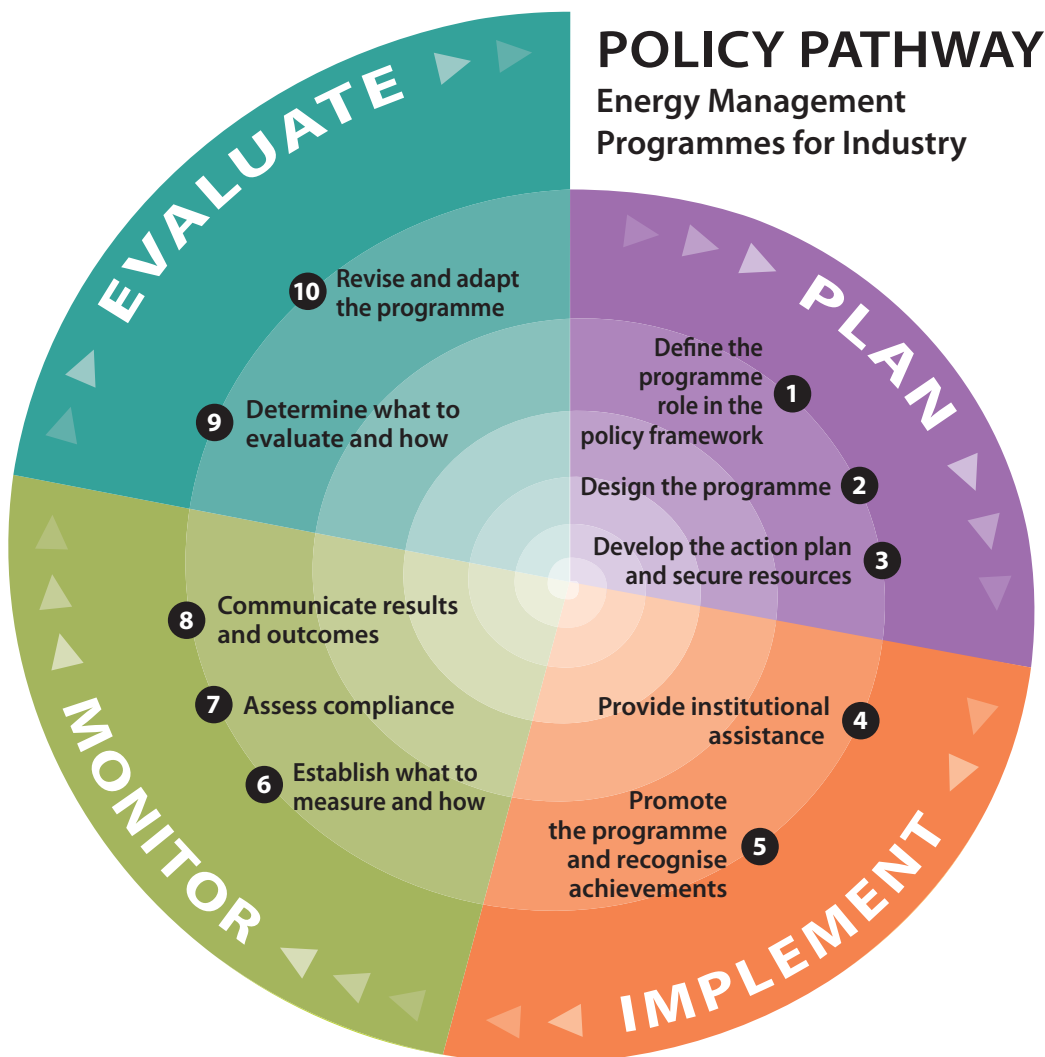 POLICY PATHWAY
Energy Management
Programmes for Industry
PLAN
1
Define the
programme
role in the
policy framework
2
Design the programme
3
Develop the action plan
and secure resources
IMPLEMENT
4
Provide institutional
assistance
5
Promote
the programme
and recognise
achievements
MONITOR
6
Establish what to
measure and how
7
Assess compliance
8
Communicate results
and outcomes
EVALUATE
9
Determine what to
evaluate and how
10
Revise and adapt
the programme